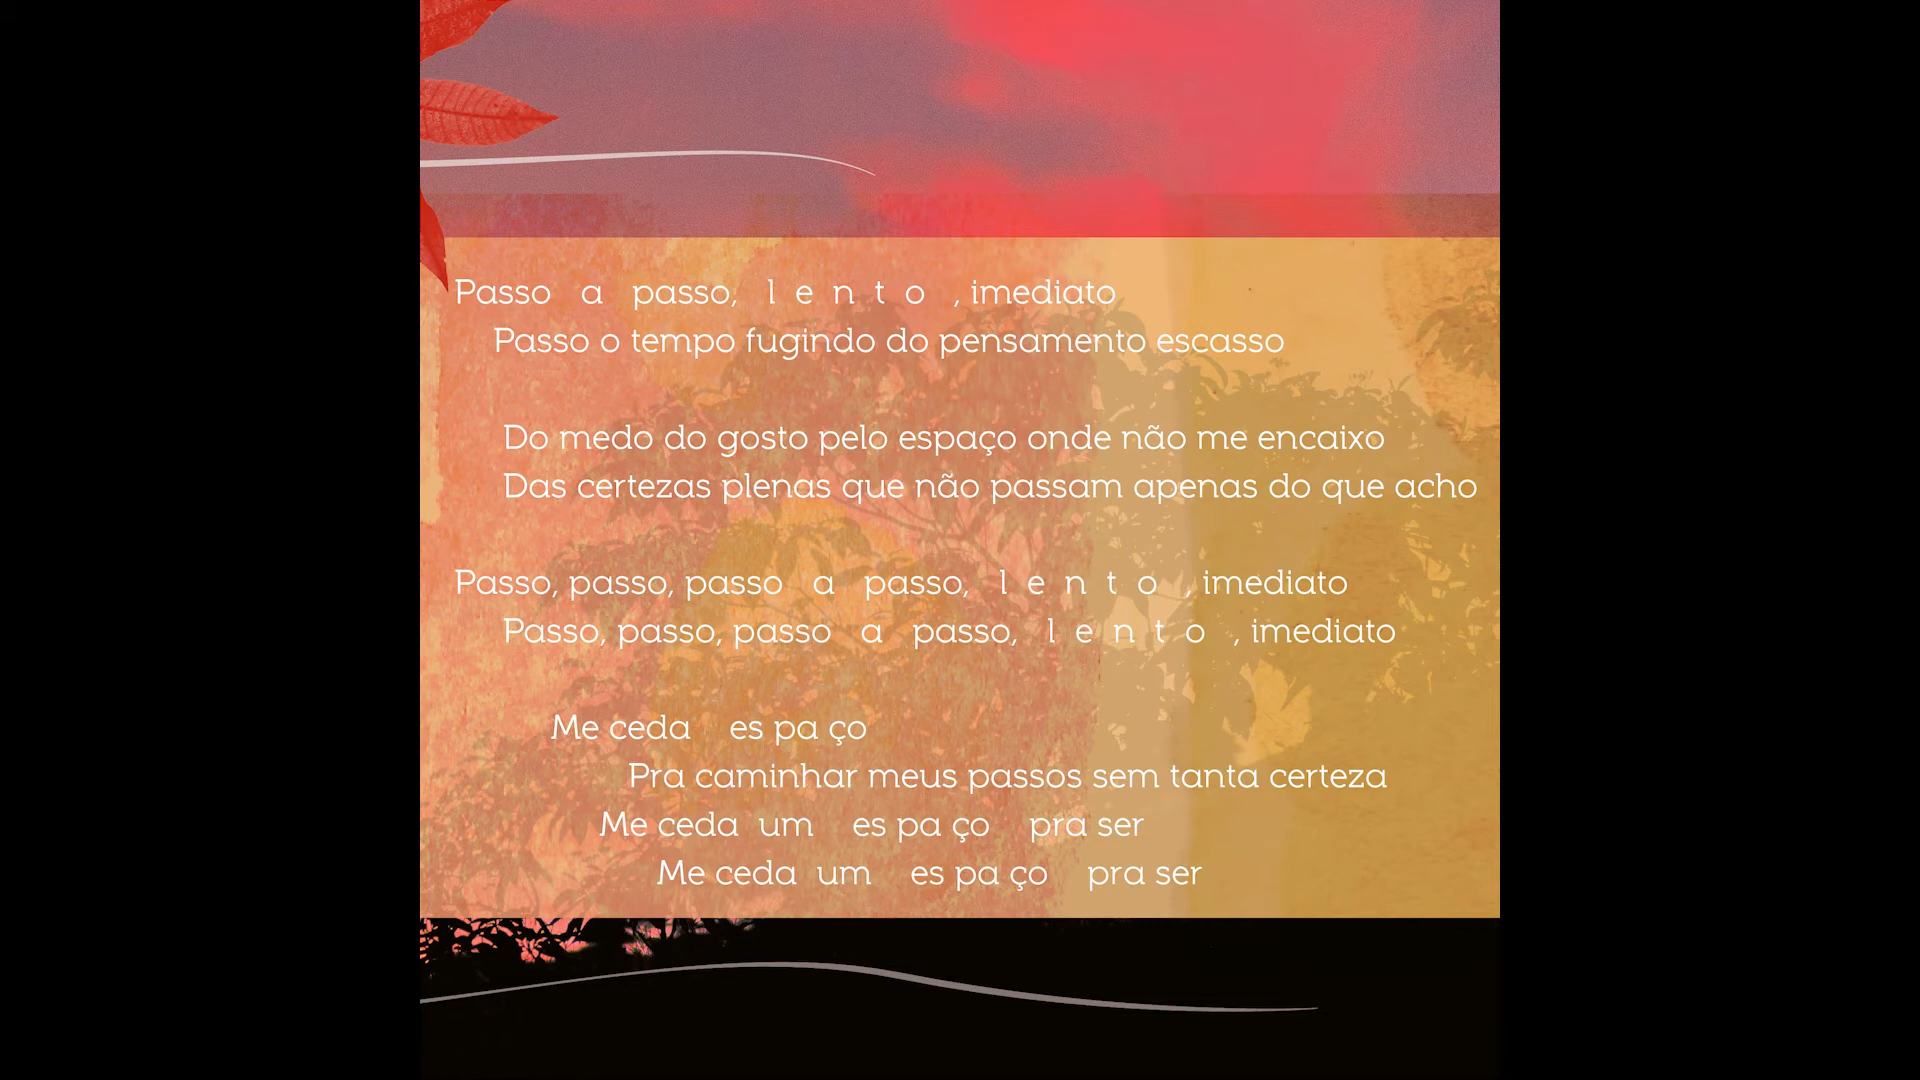 Passo a passo, l e n t o , imediato
Passo o tempo fugindo do pensamento escasso
Do medo do gosto pelo espaço onde não me encaixo
Das certezas plenas que não passam apenas do que acho
Passo, passo, passo a passo, l e n t o , imediato
Passo, passo, passo a passo, l e n t o , imediato
Me ceda es pa ço
Pra caminhar meus passos sem tanta certeza
Me ceda um es pa ço pra ser
Me ceda um es pa ço pra ser